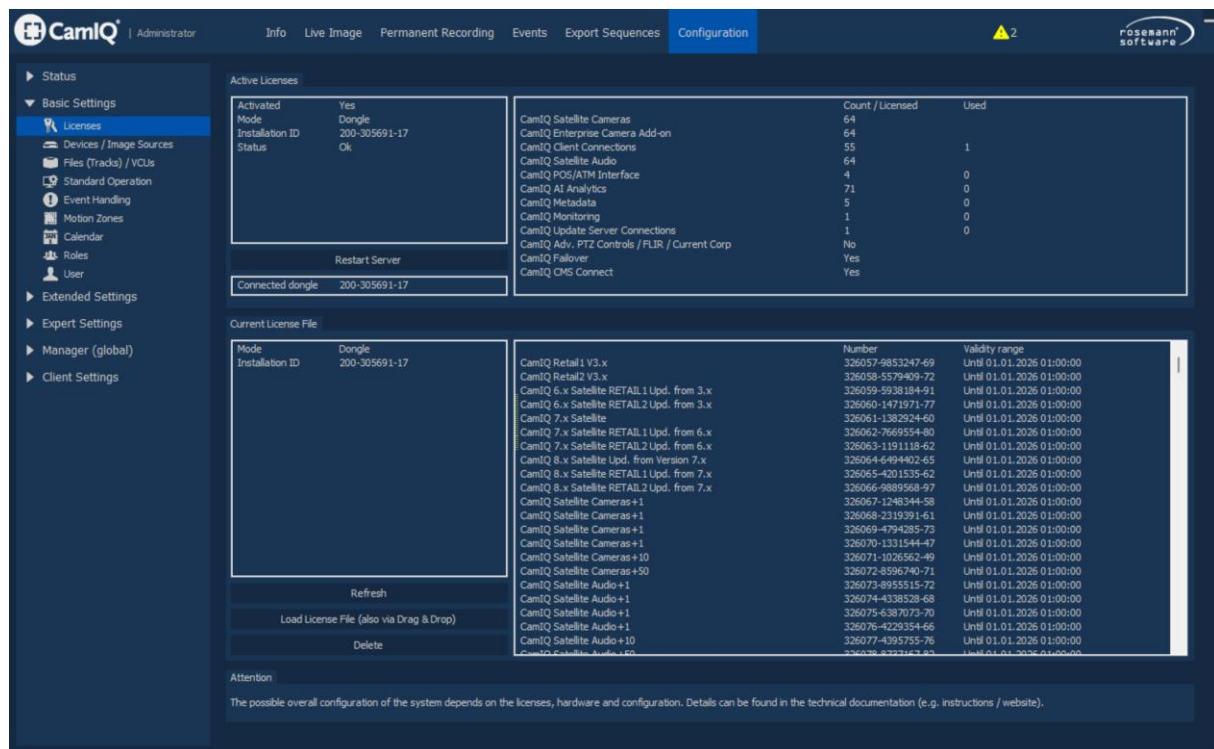 CamIQ | Administrator
Info Live Image Permanent Recording Events Export Sequences Configuration
2
rosemann software
Status
Basic Settings
Licenses
Devices / Image Sources
Files (Tracks) / VCUs
Standard Operation
Event Handling
Motion Zones
Calendar
Roles
User
Extended Settings
Expert Settings
Manager (global)
Client Settings
Active Licenses
Activated Yes
Mode Dongle
Installation ID 200-305691-17
Status Ok
Restart Server
Connected dongle 200-305691-17
Count / Licensed Used
CamIQ Satellite Cameras 64
CamIQ Enterprise Camera Add-on 64
CamIQ Client Connections 55 1
CamIQ Satellite Audio 64
CamIQ POS/ATM Interface 4 0
CamIQ AI Analytics 71 0
CamIQ Metadata 5 0
CamIQ Monitoring 1 0
CamIQ Update Server Connections 1 0
CamIQ Adv. PTZ Controls / FLIR / Current Corp No
CamIQ Failover Yes
CamIQ CMS Connect Yes
Current License File
Mode Dongle
Installation ID 200-305691-17
Refresh
Load License File (also via Drag & Drop)
Delete
Number Validity range
CamIQ Retail1 V3.x 326057-9853247-69 Until 01.01.2026 01:00:00
CamIQ Retail2 V3.x 326058-5579409-72 Until 01.01.2026 01:00:00
CamIQ 6.x Satellite RETAIL1 Upd. from 3.x 326059-5938184-91 Until 01.01.2026 01:00:00
CamIQ 6.x Satellite RETAIL2 Upd. from 3.x 326060-1471971-77 Until 01.01.2026 01:00:00
CamIQ 7.x Satellite 326061-1382924-60 Until 01.01.2026 01:00:00
CamIQ 7.x Satellite RETAIL1 Upd. from 6.x 326062-7669554-80 Until 01.01.2026 01:00:00
CamIQ 7.x Satellite RETAIL2 Upd. from 6.x 326063-1191118-62 Until 01.01.2026 01:00:00
CamIQ 8.x Satellite Upd. from Version 7.x 326064-6494402-65 Until 01.01.2026 01:00:00
CamIQ 8.x Satellite RETAIL1 Upd. from 7.x 326065-4201535-62 Until 01.01.2026 01:00:00
CamIQ 8.x Satellite RETAIL2 Upd. from 7.x 326066-9889568-97 Until 01.01.2026 01:00:00
CamIQ Satellite Cameras+1 326067-1248344-58 Until 01.01.2026 01:00:00
CamIQ Satellite Cameras+1 326068-2319391-61 Until 01.01.2026 01:00:00
CamIQ Satellite Cameras+1 326069-4794285-73 Until 01.01.2026 01:00:00
CamIQ Satellite Cameras+1 326070-1331544-47 Until 01.01.2026 01:00:00
CamIQ Satellite Cameras+10 326071-1026562-49 Until 01.01.2026 01:00:00
CamIQ Satellite Cameras+50 326072-8596740-71 Until 01.01.2026 01:00:00
CamIQ Satellite Audio+1 326073-8955515-72 Until 01.01.2026 01:00:00
CamIQ Satellite Audio+1 326074-4338528-68 Until 01.01.2026 01:00:00
CamIQ Satellite Audio+1 326075-6387073-70 Until 01.01.2026 01:00:00
CamIQ Satellite Audio+1 326076-4229354-66 Until 01.01.2026 01:00:00
CamIQ Satellite Audio+10 326077-4395755-76 Until 01.01.2026 01:00:00
CamIQ Satellite Audio+50 326078-8737167-82 Until 01.01.2026 01:00:00
Attention
The possible overall configuration of the system depends on the licenses, hardware and configuration. Details can be found in the technical documentation (e.g. instructions / website).